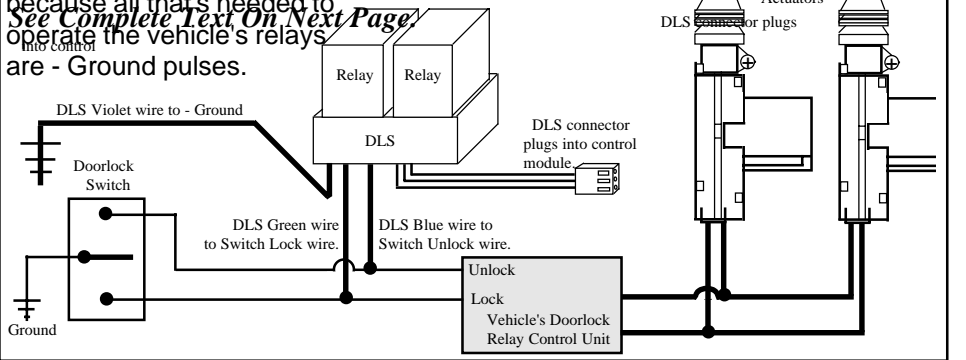 because all that's needed to
See Complete Text On Next Page.
operate the vehicle's relays
into control
are - Ground pulses.
Actuators
DLS connector plugs
Relay
Relay
DLS Violet wire to - Ground
DLS
DLS connector
plugs into control
module.
Doorlock
Switch
DLS Green wire
to Switch Lock wire.
DLS Blue wire to
Switch Unlock wire.
Unlock
Lock
Vehicle's Doorlock
Relay Control Unit
Ground